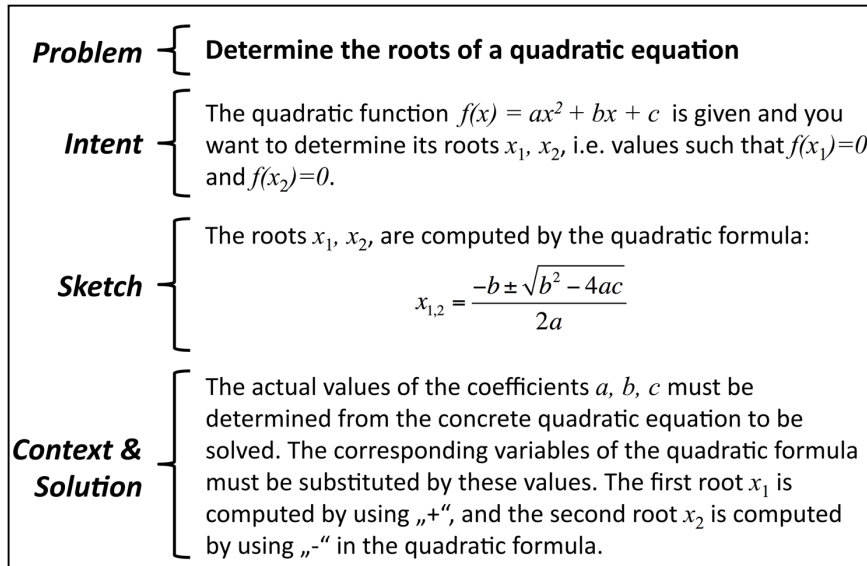 Problem
Determine the roots of a quadratic equation
Intent
The quadratic function f(x) = ax² + bx + c is given and you
want to determine its roots x₁, x₂, i.e. values such that f(x₁)=0
and f(x₂)=0.
Sketch
The roots x₁, x₂, are computed by the quadratic formula:
x₁,₂ = (-b ± √(b² − 4ac)) / 2a
Context &
Solution
The actual values of the coefficients a, b, c must be
determined from the concrete quadratic equation to be
solved. The corresponding variables of the quadratic formula
must be substituted by these values. The first root x₁ is
computed by using „+“, and the second root x₂ is computed
by using „-“ in the quadratic formula.